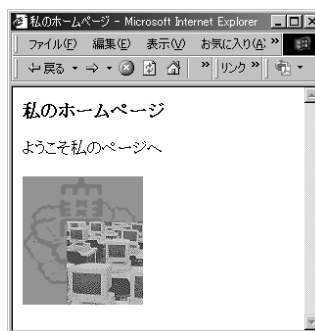 私のホームページ - Microsoft Internet Explorer
ファイル(F) 編集(E) 表示(V) お気に入り(A) »
戻る » リンク »
私のホームページ
ようこそ私のページへ